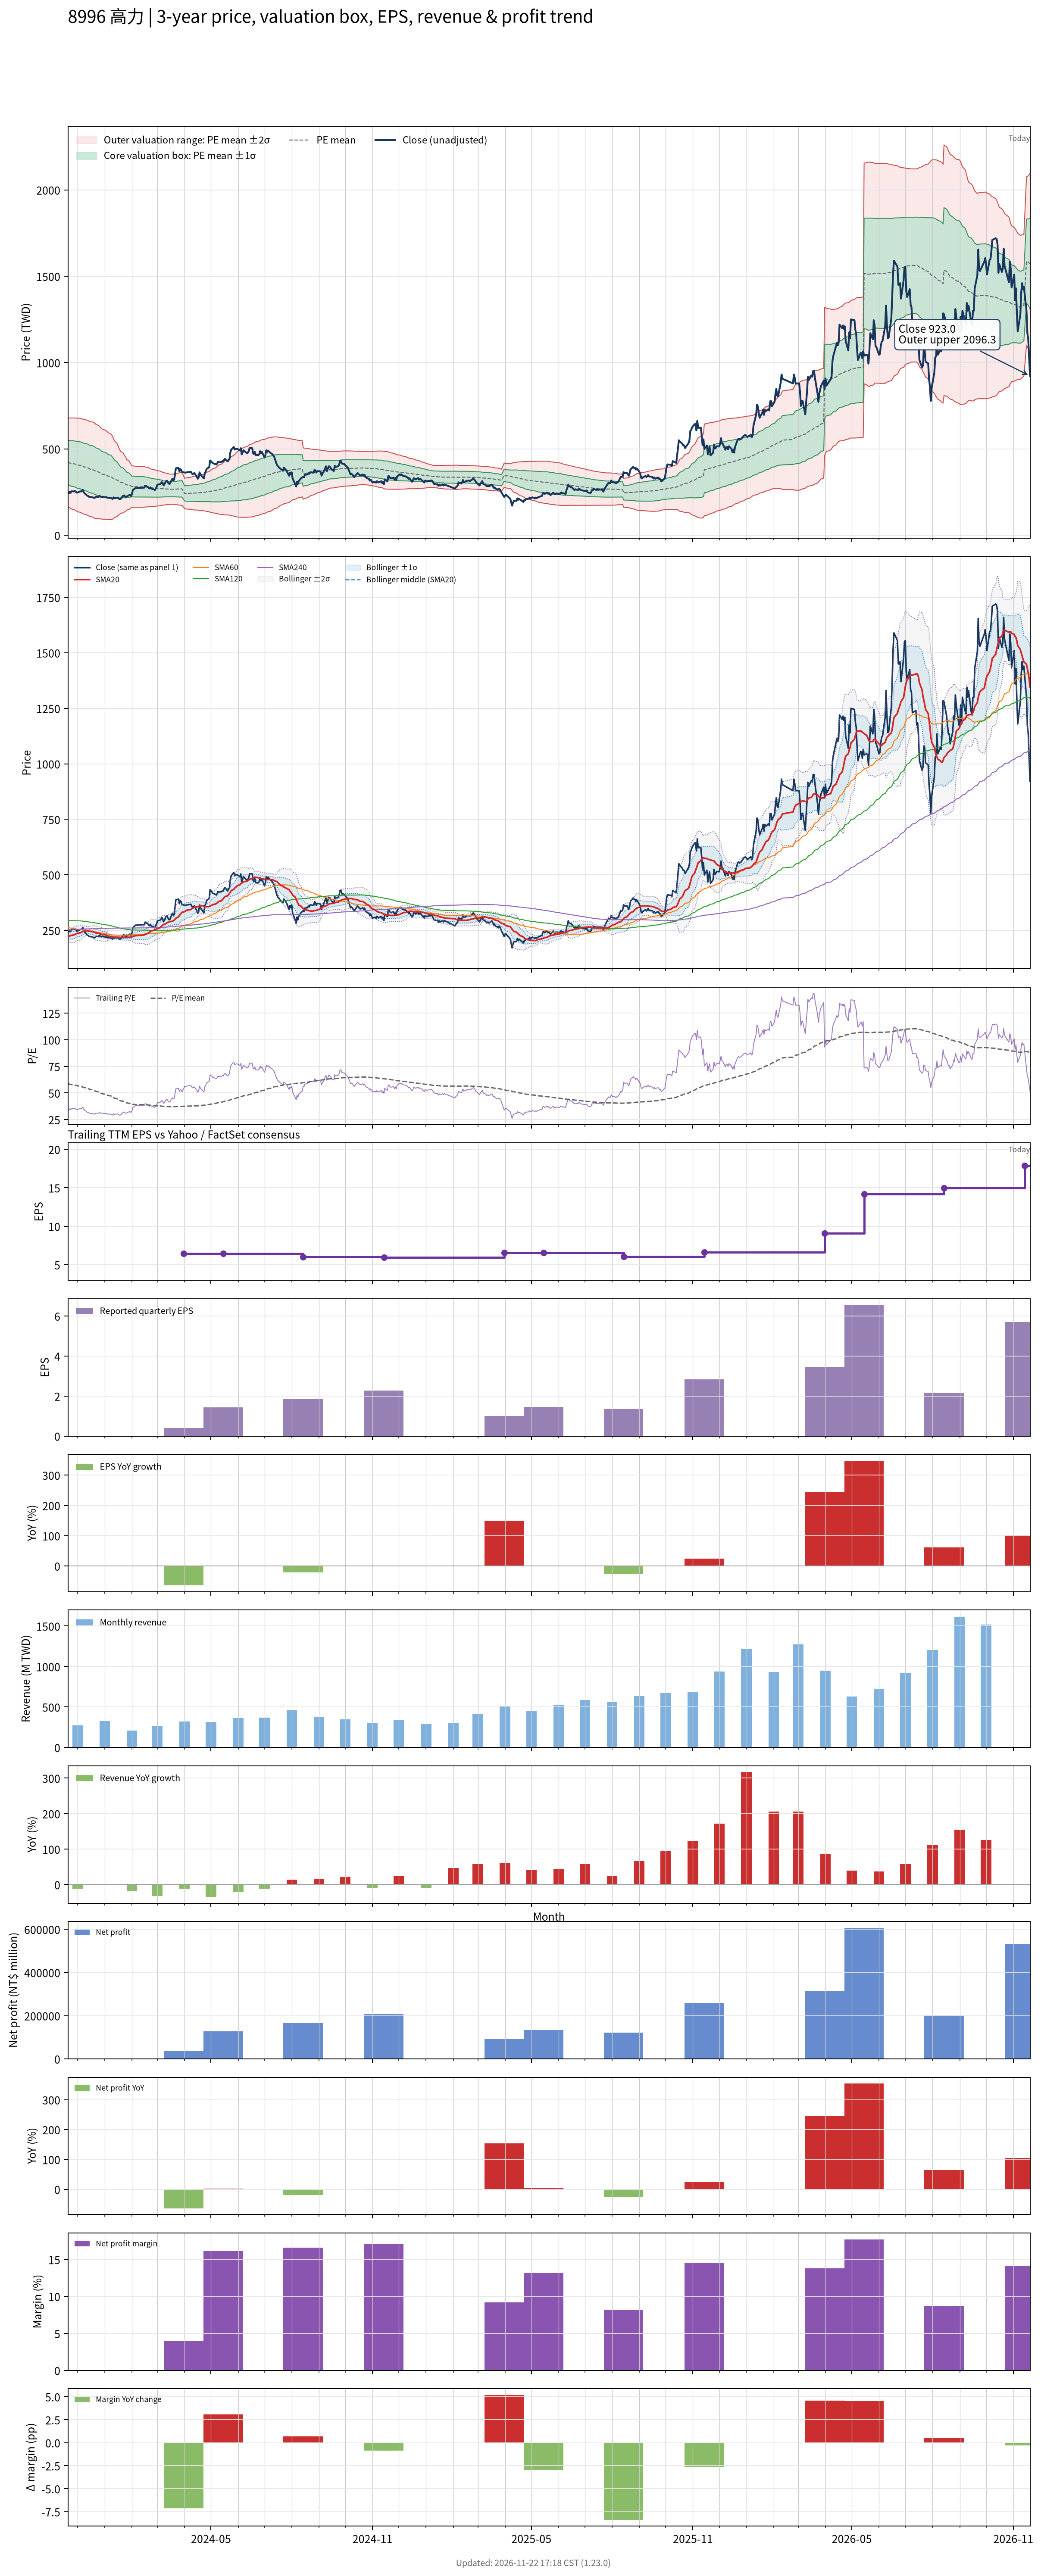 8996 高力 | 3-year price, valuation box, EPS, revenue & profit trend
Outer valuation range: PE mean ±2σ
PE mean
Close (unadjusted)
Core valuation box: PE mean ±1σ
Today
Price (TWD)
2000
1500
1000
500
0
Close 923.0
Outer upper 2096.3
Close (same as panel 1)
SMA60
SMA240
Bollinger ±1σ
SMA20
SMA120
Bollinger ±2σ
Bollinger middle (SMA20)
Price
1750
1500
1250
1000
750
500
250
Trailing P/E
P/E mean
P/E
125
100
75
50
25
Trailing TTM EPS vs Yahoo / FactSet consensus
Today
EPS
20
15
10
5
Reported quarterly EPS
EPS
6
4
2
0
EPS YoY growth
YoY (%)
300
200
100
0
Monthly revenue
Revenue (M TWD)
1500
1000
500
0
Revenue YoY growth
YoY (%)
300
200
100
0
Month
Net profit
Net profit (NT$ million)
600000
400000
200000
0
Net profit YoY
YoY (%)
300
200
100
0
Net profit margin
Margin (%)
15
10
5
0
Margin YoY change
Δ margin (pp)
5.0
2.5
0.0
-2.5
-5.0
-7.5
2024-05
2024-11
2025-05
2025-11
2026-05
2026-11
Updated: 2026-11-22 17:18 CST (1.23.0)